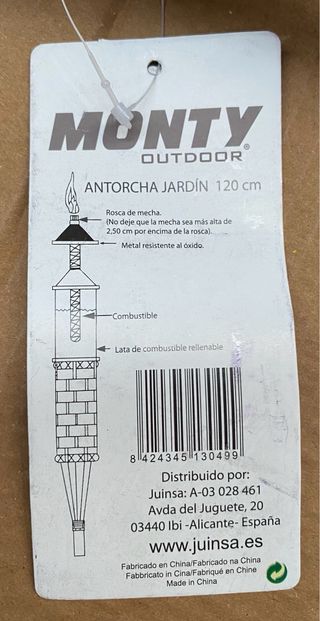 MONTY
OUTDOOR®
ANTORCHA JARDÍN 120 cm
Rosca de mecha.
(No deje que la mecha sea más alta de
2,50 cm por encima de la rosca).
Metal resistente al óxido.
Combustible
Lata de combustible rellenable
8 424345 130499
Distribuido por:
Juinsa: A-03 028 461
Avda del Juguete, 20
03440 Ibi -Alicante- España
www.juinsa.es
Fabricado en China/Fabricado na China
Fabbricato in Cina/Fabriqué en Chine
Made in China